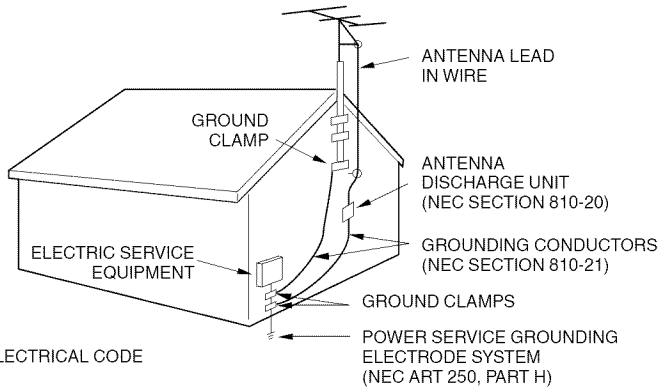 ANTENNA LEAD
IN WIRE
GROUND
CLAMP
ANTENNA
DISCHARGE UNIT
(NEC SECTION 810-20)
ELECTRIC SERVICE
EQUIPMENT
GROUNDING CONDUCTORS
(NEC SECTION 810-21)
GROUND CLAMPS
POWER SERVICE GROUNDING
ELECTRODE SYSTEM
(NEC ART 250, PART H)
LECTRICAL CODE